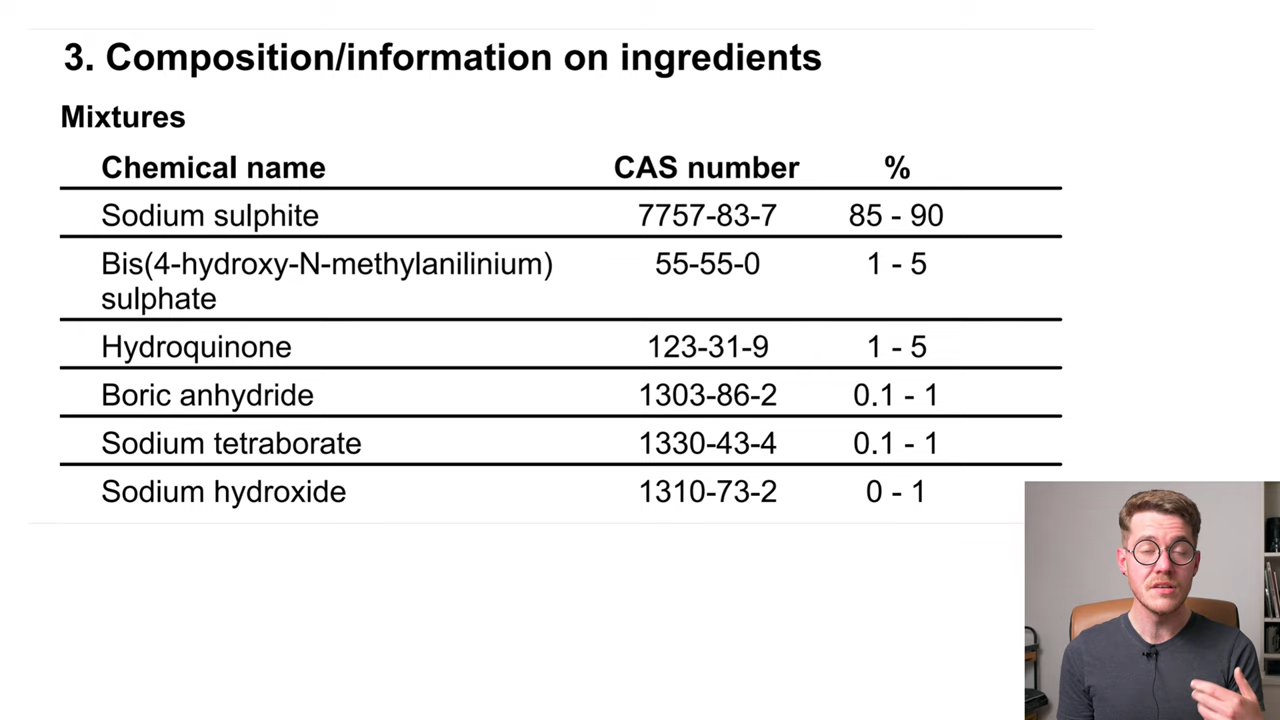 3. Composition/information on ingredients
Mixtures
Chemical name CAS number %
Sodium sulphite 7757-83-7 85 - 90
Bis(4-hydroxy-N-methylanilinium) 55-55-0 1 - 5
sulphate
Hydroquinone 123-31-9 1 - 5
Boric anhydride 1303-86-2 0.1 - 1
Sodium tetraborate 1330-43-4 0.1 - 1
Sodium hydroxide 1310-73-2 0 - 1